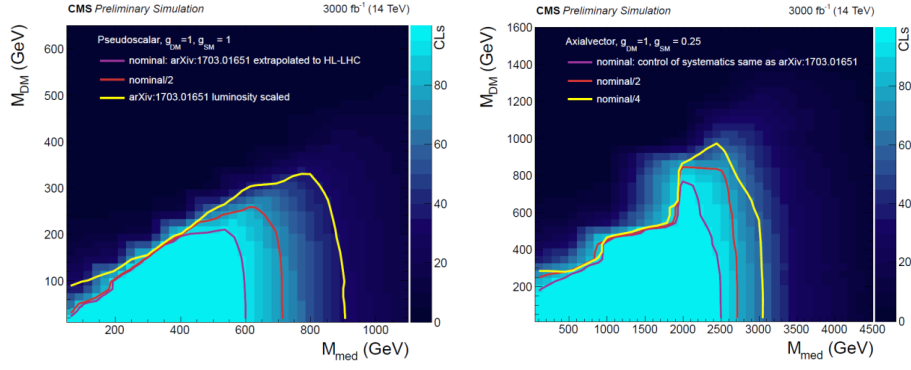 CMS Preliminary Simulation 3000 fb-1 (14 TeV)
M_DM (GeV)
CLs
Pseudoscalar, g_DM=1, g_SM = 1
nominal: arXiv:1703.01651 extrapolated to HL-LHC
nominal/2
arXiv:1703.01651 luminosity scaled
600
500
400
300
200
100
200 400 600 800 1000
M_med (GeV)
80
60
40
20
0
CMS Preliminary Simulation 3000 fb-1 (14 TeV)
M_DM (GeV)
CLs
Axialvector, g_DM=1, g_SM = 0.25
nominal: control of systematics same as arXiv:1703.01651
nominal/2
nominal/4
1600
1400
1200
1000
800
600
400
200
500 1000 1500 2000 2500 3000 3500 4000 4500
M_med (GeV)
80
60
40
20
0